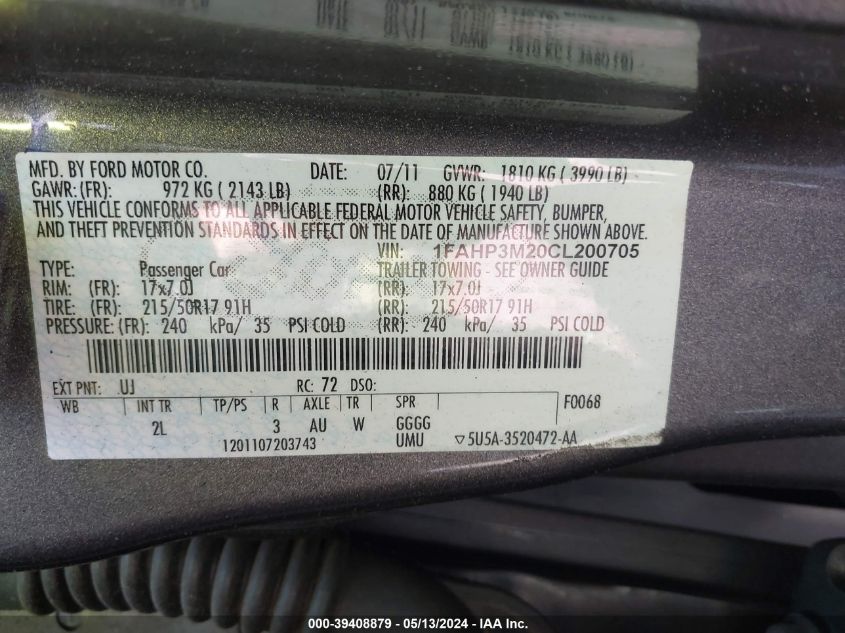 MFD. BY FORD MOTOR CO. DATE: 07/11 GVWR: 1810 KG ( 3990 LB)
GAWR: (FR): 972 KG ( 2143 LB) (RR): 880 KG ( 1940 LB)
THIS VEHICLE CONFORMS TO ALL APPLICABLE FEDERAL MOTOR VEHICLE SAFETY, BUMPER,
AND THEFT PREVENTION STANDARDS IN EFFECT ON THE DATE OF MANUFACTURE SHOWN ABOVE.
VIN: 1FAHP3M20CL200705
TYPE: Passenger Car TRAILER TOWING - SEE OWNER GUIDE
RIM: (FR): 17x7.0J (RR): 17x7.0J
TIRE: (FR): 215/50R17 91H (RR): 215/50R17 91H
PRESSURE: (FR): 240 kPa/ 35 PSI COLD (RR): 240 kPa/ 35 PSI COLD
EXT PNT: UJ RC: 72 DSO:
WB INT TR TP/PS R AXLE TR SPR F0068
2L 3 AU W GGGG
1201107203743 UMU ▽5U5A-3520472-AA
000-39408879 - 05/13/2024 - IAA Inc.